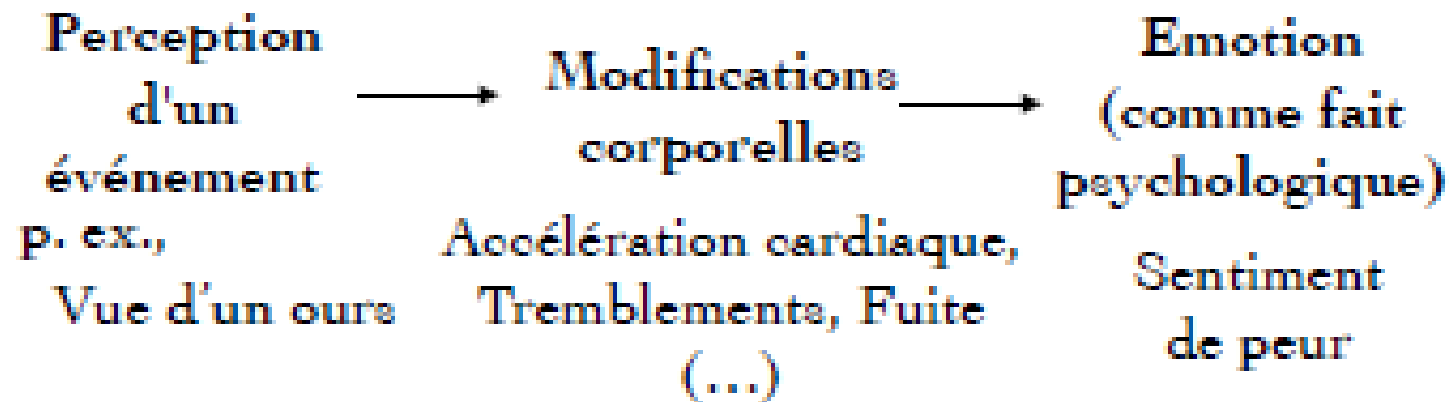 Perception
d'un
événement
p. ex.,
Vue d'un ours
Modifications
corporelles
Accélération cardiaque,
Tremblements, Fuite
(...)
Emotion
(comme fait
psychologique)
Sentiment
de peur